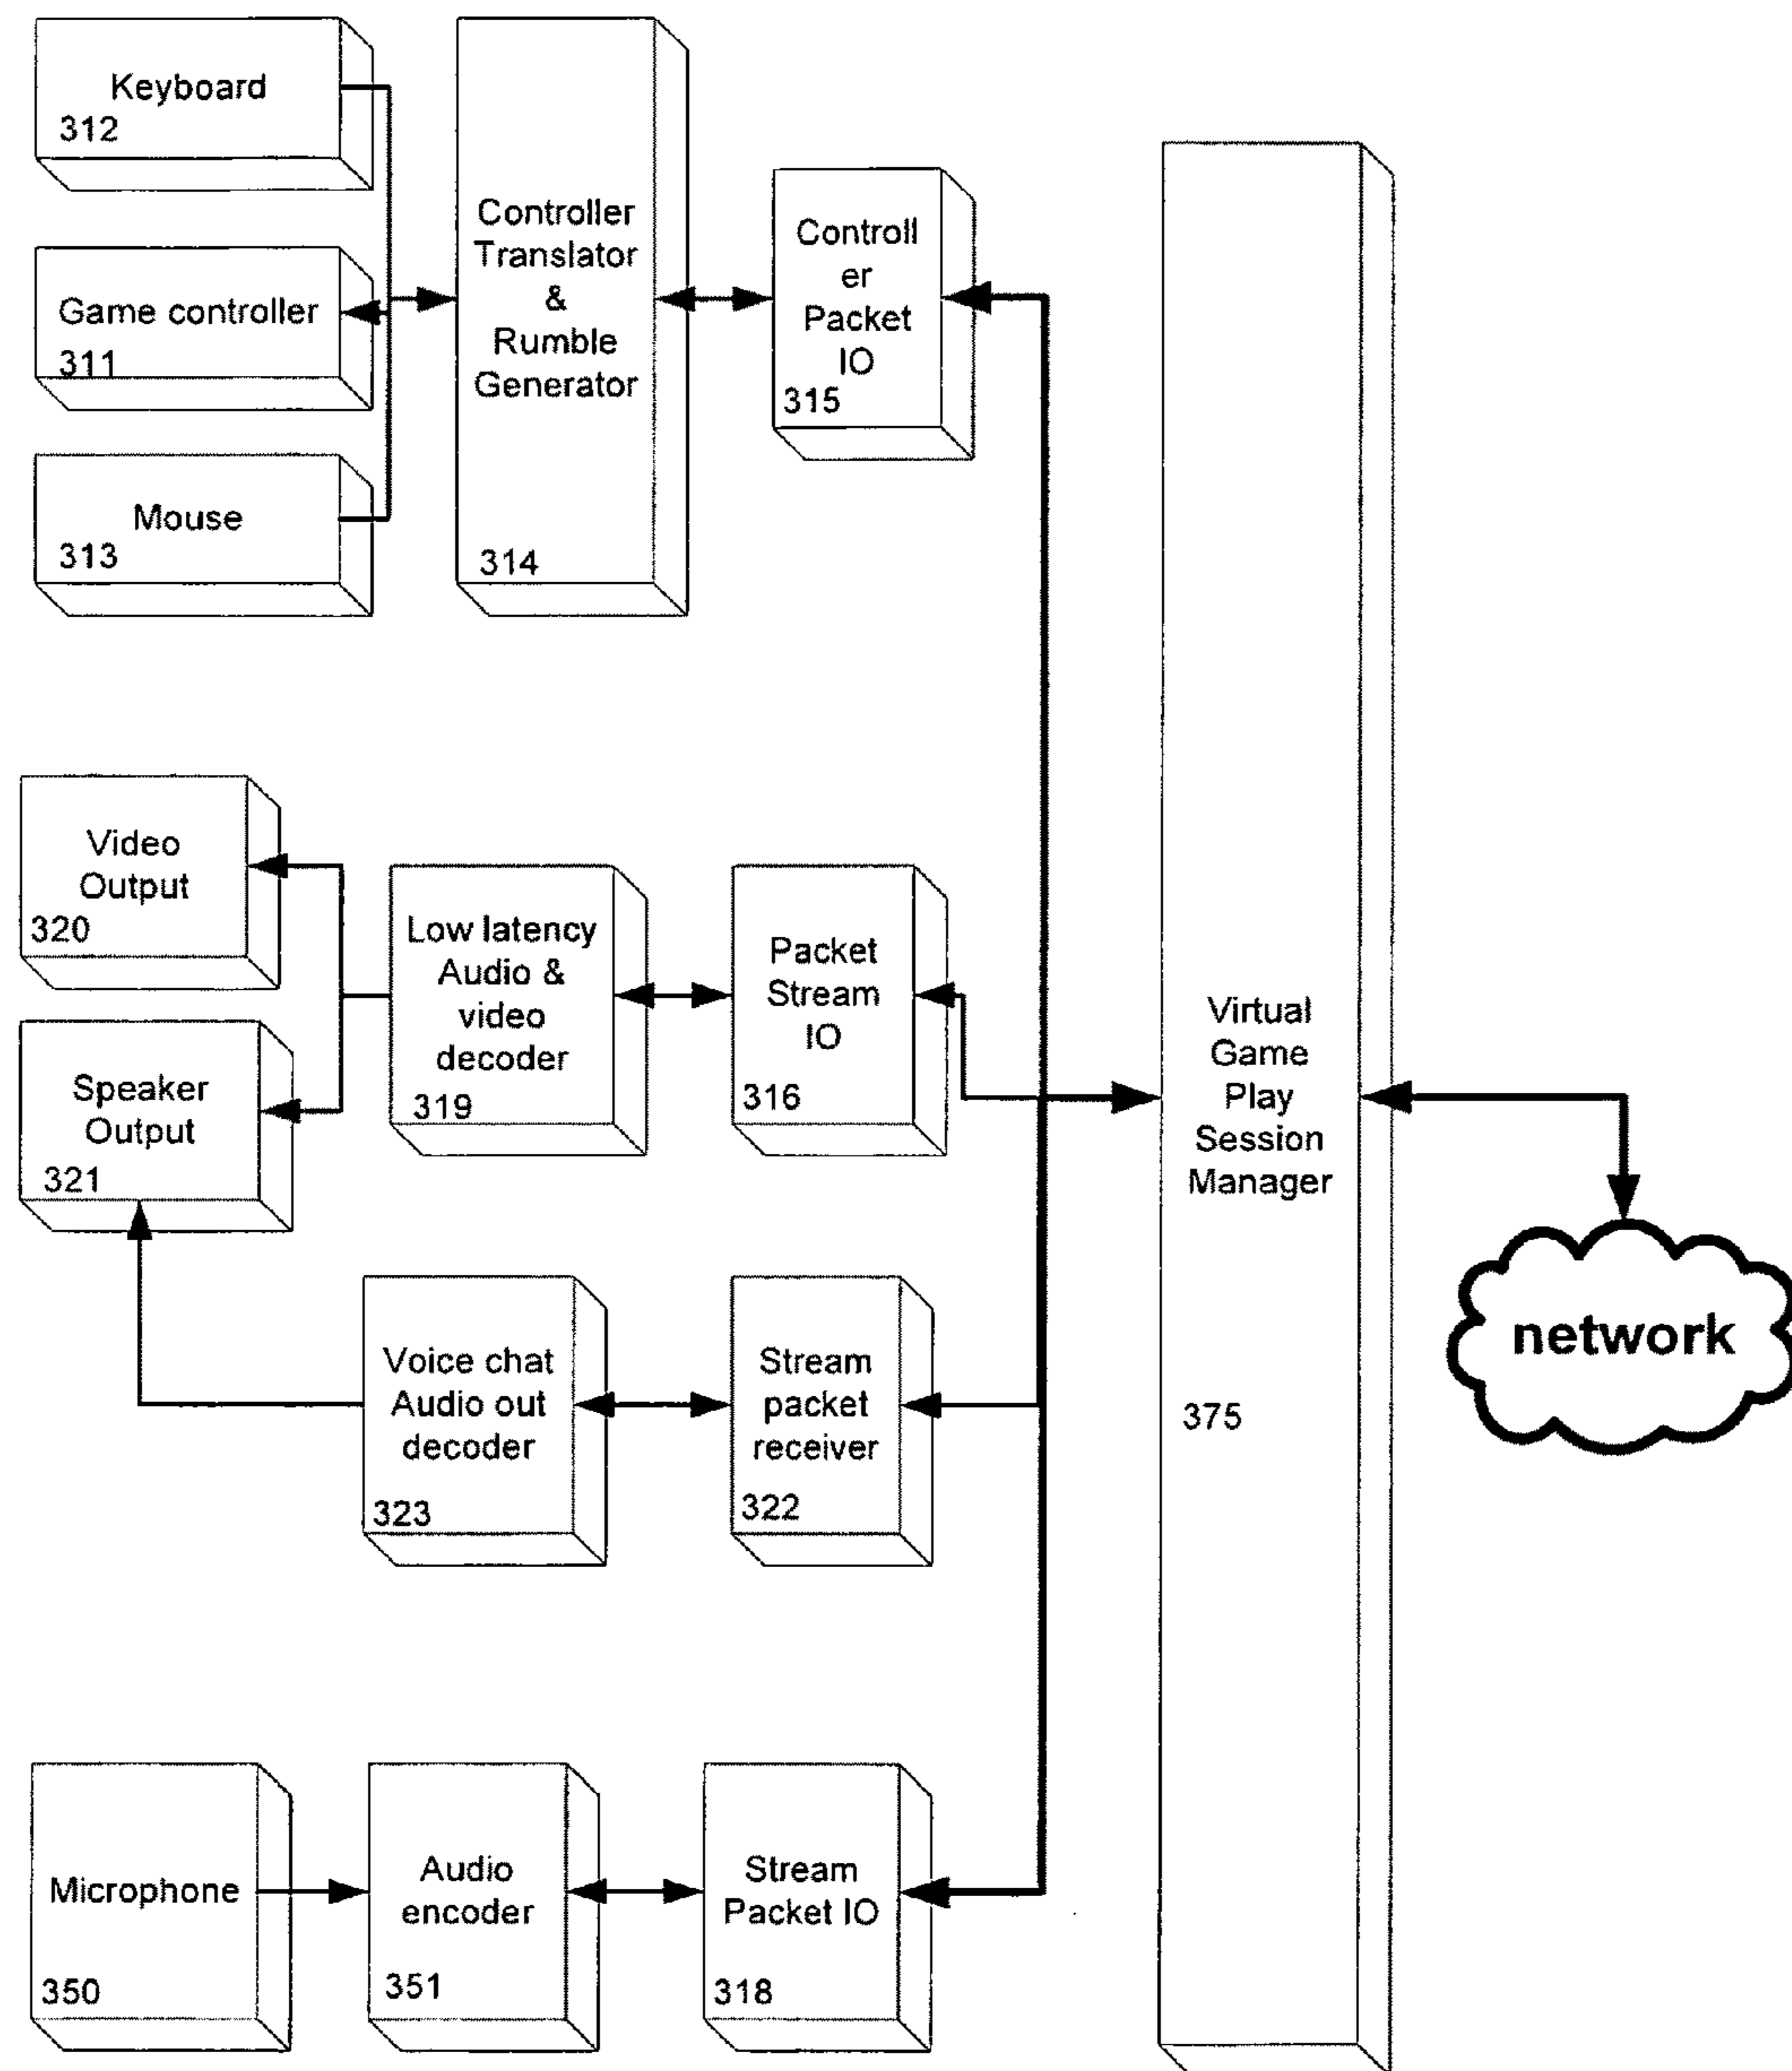 Keyboard
312
Game controller
311
Mouse
313
Controller
Translator
&
Rumble
Generator
314
Controll
er
Packet
IO
315
Video
Output
320
Speaker
Output
321
Low latency
Audio &
video
decoder
319
Packet
Stream
IO
316
Voice chat
Audio out
decoder
323
Stream
packet
receiver
322
Microphone
350
Audio
encoder
351
Stream
Packet IO
318
Virtual
Game
Play
Session
Manager
375
network